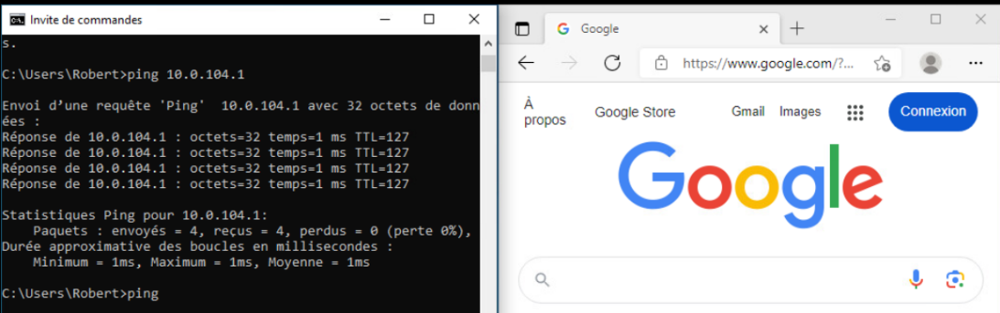 Invite de commandes
s.
C:\Users\Robert>ping 10.0.104.1
Envoi d’une requête 'Ping'  10.0.104.1 avec 32 octets de donn
ées :
Réponse de 10.0.104.1 : octets=32 temps=1 ms TTL=127
Réponse de 10.0.104.1 : octets=32 temps=1 ms TTL=127
Réponse de 10.0.104.1 : octets=32 temps=1 ms TTL=127
Réponse de 10.0.104.1 : octets=32 temps=1 ms TTL=127
Statistiques Ping pour 10.0.104.1:
    Paquets : envoyés = 4, reçus = 4, perdus = 0 (perte 0%),
Durée approximative des boucles en millisecondes :
    Minimum = 1ms, Maximum = 1ms, Moyenne = 1ms
C:\Users\Robert>ping
Google
https://www.google.com/?...
À propos
Google Store
Gmail
Images
Connexion
Google